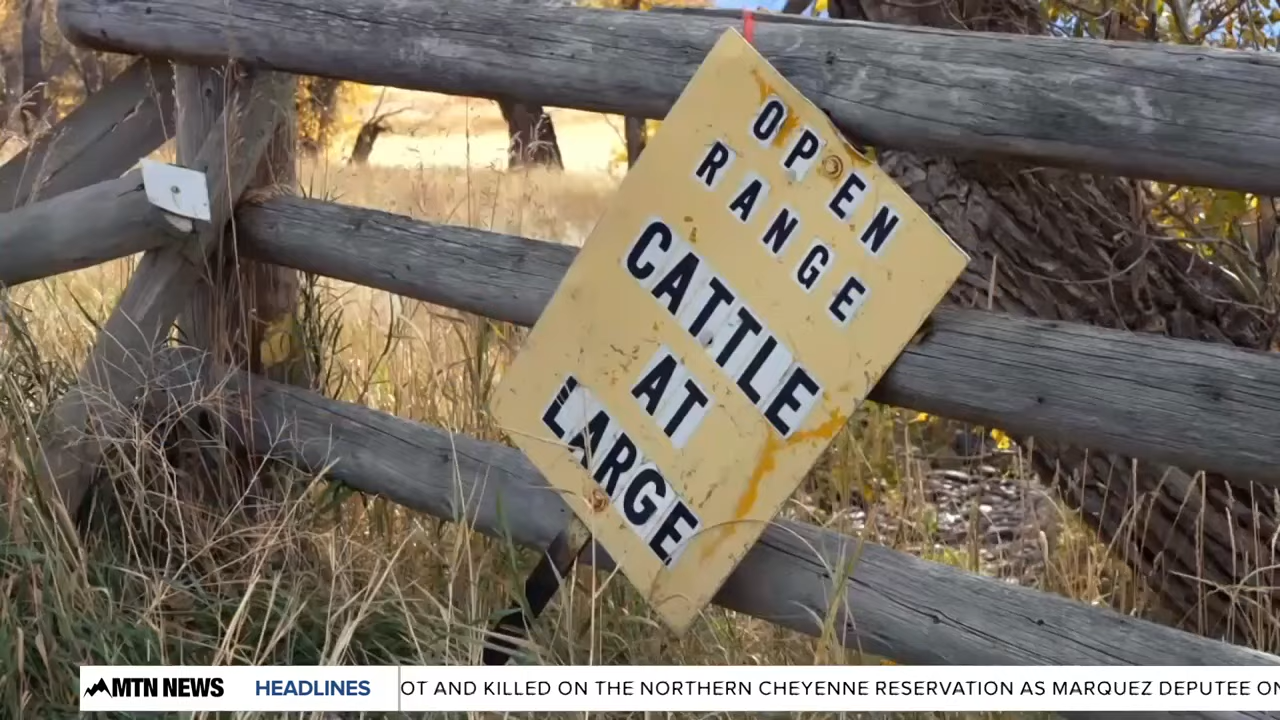 OPEN
RANGE
CATTLE
AT
LARGE
MTN NEWS
HEADLINES
OT AND KILLED ON THE NORTHERN CHEYENNE RESERVATION AS MARQUEZ DEPUTEE ON